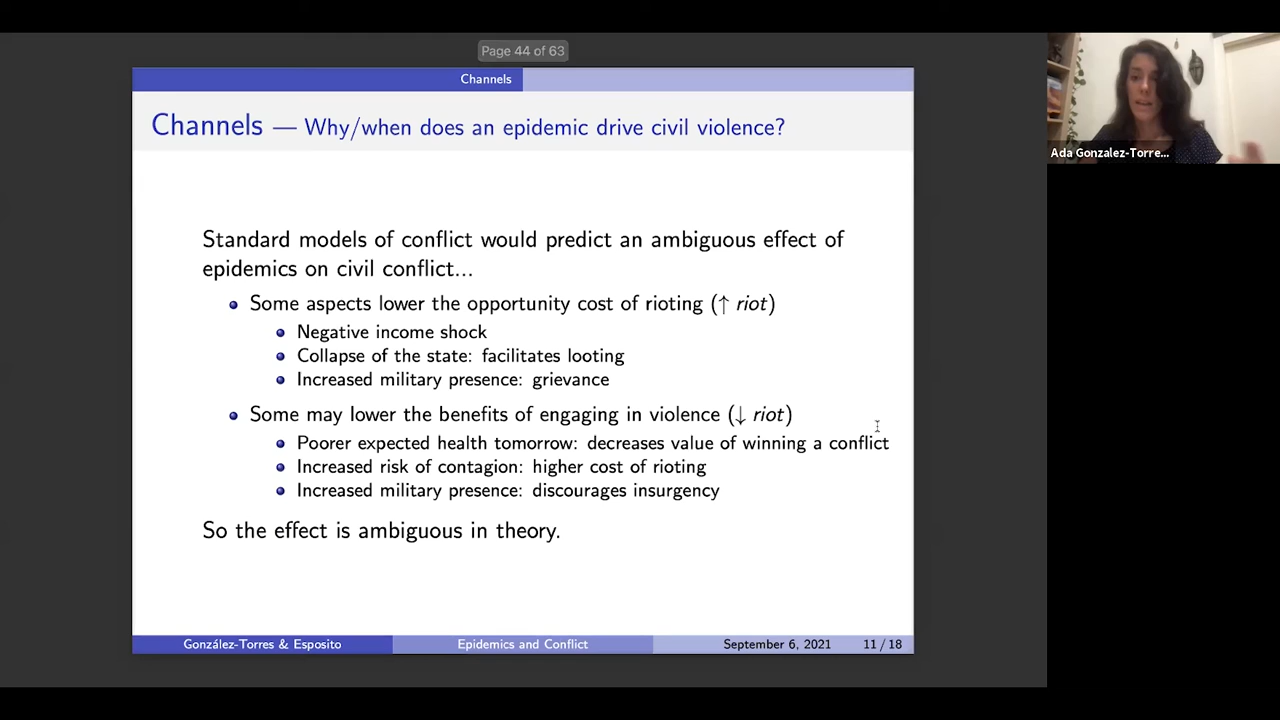 Page 44 of 63
Channels
Channels — Why/when does an epidemic drive civil violence?
Ada Gonzalez-Torre...
Standard models of conflict would predict an ambiguous effect of
epidemics on civil conflict...
Some aspects lower the opportunity cost of rioting (↑ riot)
Negative income shock
Collapse of the state: facilitates looting
Increased military presence: grievance
Some may lower the benefits of engaging in violence (↓ riot)
Poorer expected health tomorrow: decreases value of winning a conflict
Increased risk of contagion: higher cost of rioting
Increased military presence: discourages insurgency
So the effect is ambiguous in theory.
González-Torres & Esposito
Epidemics and Conflict
September 6, 2021
11 / 18